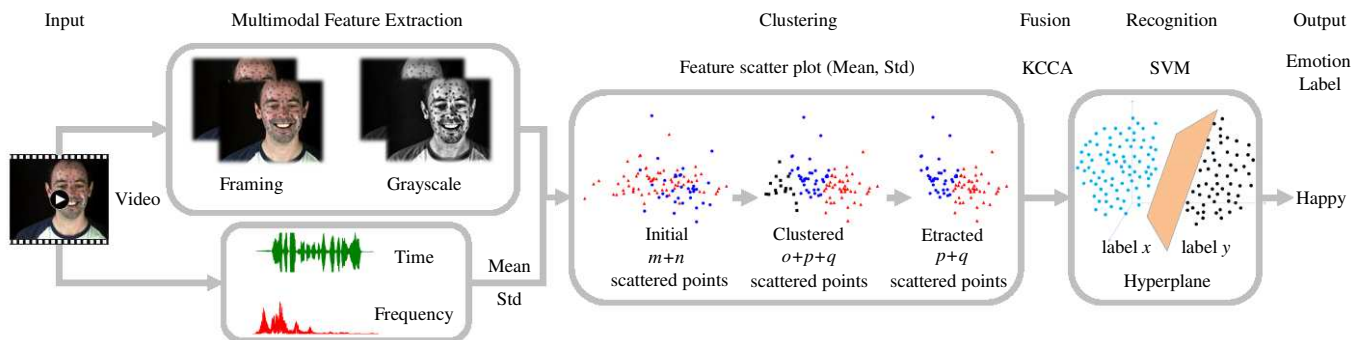 Input
Multimodal Feature Extraction
Clustering
Fusion
Recognition
Output
Feature scatter plot (Mean, Std)
KCCA
SVM
Emotion
Label
Video
Framing
Grayscale
Time
Frequency
Mean
Std
Initial
m+n
scattered points
Clustered
o+p+q
scattered points
Etracted
p+q
scattered points
label x
label y
Hyperplane
Happy